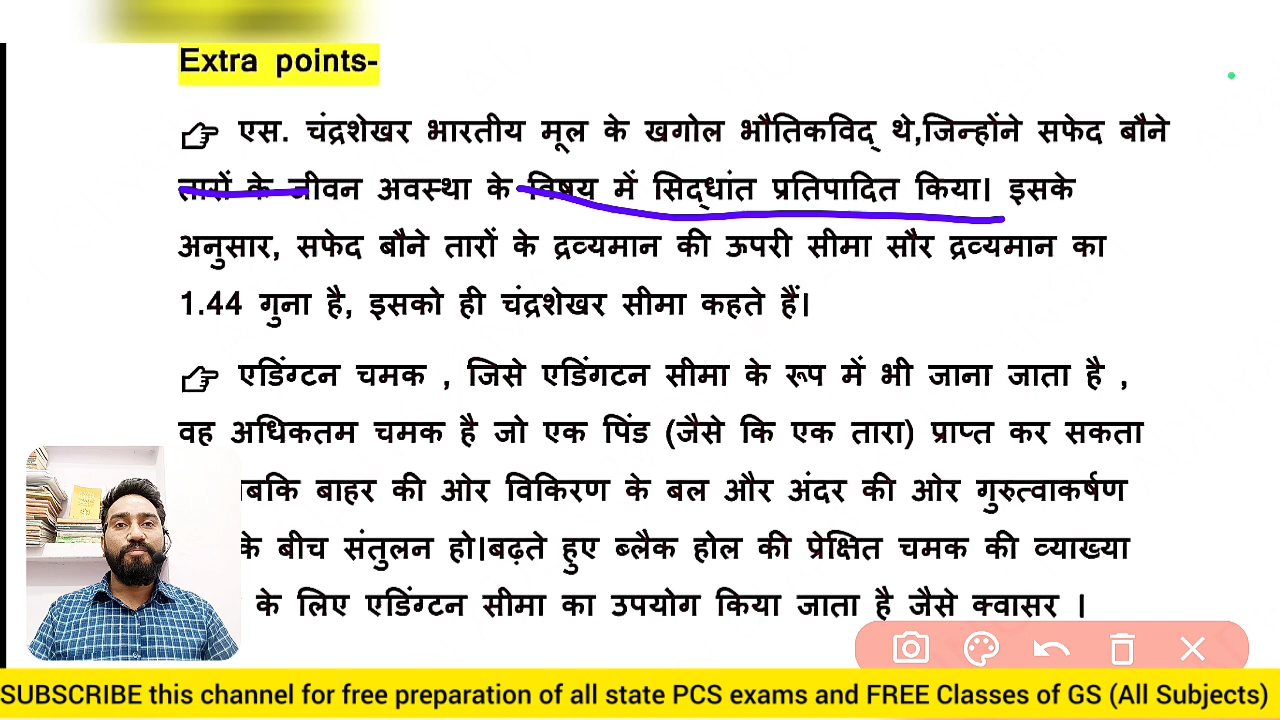 Extra points-
एस. चंद्रशेखर भारतीय मूल के खगोल भौतिकविद् थे,जिन्होंने सफेद बौने
तारों के जीवन अवस्था के विषय में सिद्धांत प्रतिपादित किया। इसके
अनुसार, सफेद बौने तारों के द्रव्यमान की ऊपरी सीमा सौर द्रव्यमान का
1.44 गुना है, इसको ही चंद्रशेखर सीमा कहते हैं।
एडिंग्टन चमक , जिसे एडिंगटन सीमा के रूप में भी जाना जाता है ,
वह अधिकतम चमक है जो एक पिंड (जैसे कि एक तारा) प्राप्त कर सकता
बाहर की ओर विकिरण के बल और अंदर की ओर गुरुत्वाकर्षण
के बीच संतुलन हो।बढ़ते हुए ब्लैक होल की प्रेक्षित चमक की व्याख्या
के लिए एडिंग्टन सीमा का उपयोग किया जाता है जैसे क्वासर ।
SUBSCRIBE this channel for free preparation of all state PCS exams and FREE Classes of GS (All Subjects)